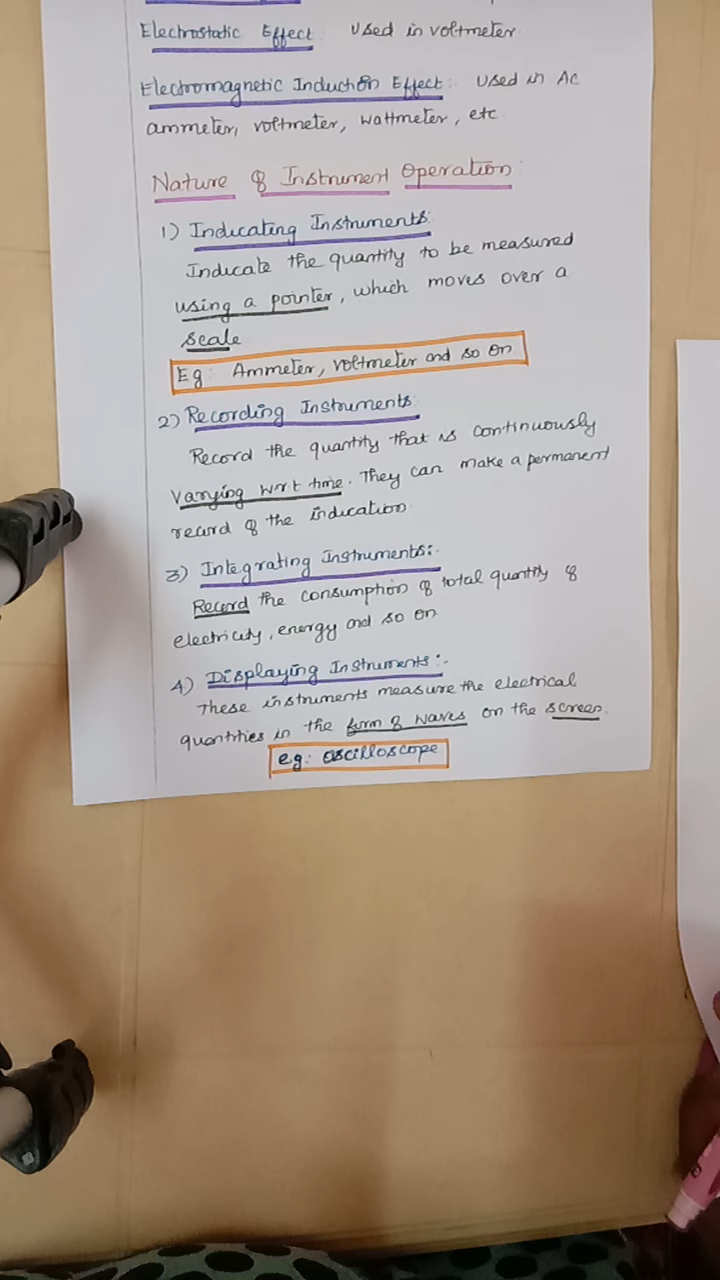 Electrostatic Effect: Used in voltmeter
Electromagnetic Induction Effect: Used in AC
ammeter, voltmeter, wattmeter, etc
Nature of Instrument Operation:
1) Indicating Instruments:
Indicate the quantity to be measured
using a pointer, which moves over a
scale
Eg: Ammeter, voltmeter and so on
2) Recording Instruments:
Record the quantity that is continuously
varying w.r.t time. They can make a permanent
record of the indication.
3) Integrating Instruments:-
Record the consumption of total quantity of
electricity, energy and so on.
4) Displaying Instruments:-
These instruments measure the electrical
quantities in the form of waves on the screen.
e.g: oscilloscope